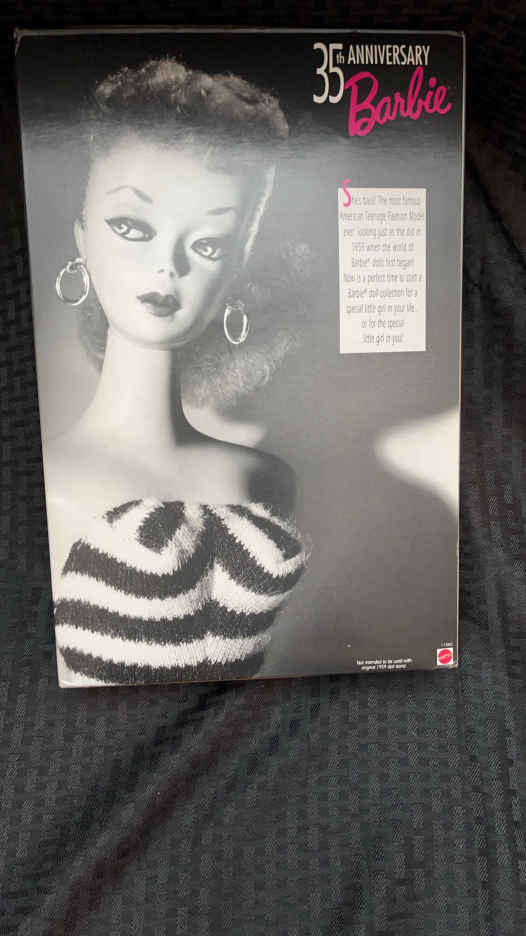 35th ANNIVERSARY
Barbie
She's back! The most famous
American Teenage Fashion Model
ever, looking just as she did in
1959 when the world of
Barbie® dolls first began!
Now is a perfect time to start a
Barbie® doll collection for a
special little girl in your life...
or for the special
little girl in you!
Not intended to be used with
original 1959 doll stand.